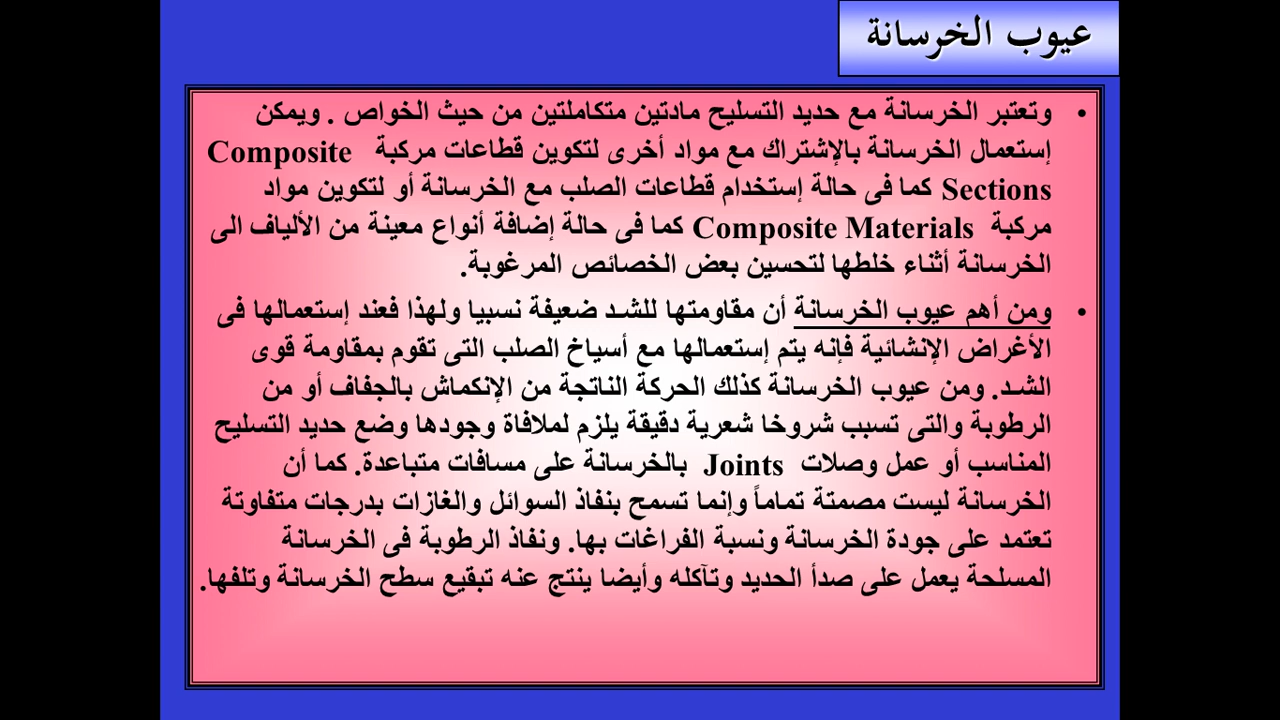 عيوب الخرسانة
• وتعتبر الخرسانة مع حديد التسليح مادتين متكاملتين من حيث الخواص . ويمكن
إستعمال الخرسانة بالإشتراك مع مواد أخرى لتكوين قطاعات مركبة Composite
Sections كما فى حالة إستخدام قطاعات الصلب مع الخرسانة أو لتكوين مواد
مركبة Composite Materials كما فى حالة إضافة أنواع معينة من الألياف الى
الخرسانة أثناء خلطها لتحسين بعض الخصائص المرغوبة.
• ومن أهم عيوب الخرسانة أن مقاومتها للشـد ضعيفة نسبيا ولهذا فعند إستعمالها فى
الأغراض الإنشائية فإنه يتم إستعمالها مع أسياخ الصلب التى تقوم بمقاومة قوى
الشـد. ومن عيوب الخرسانة كذلك الحركة الناتجة من الإنكماش بالجفاف أو من
الرطوبة والتى تسبب شروخا شعرية دقيقة يلزم لملافاة وجودها وضع حديد التسليح
المناسب أو عمل وصلات Joints بالخرسانة على مسافات متباعدة. كما أن
الخرسانة ليست مصمتة تماماً وإنما تسمح بنفاذ السوائل والغازات بدرجات متفاوتة
تعتمد على جودة الخرسانة ونسبة الفراغات بها. ونفاذ الرطوبة فى الخرسانة
المسلحة يعمل على صدأ الحديد وتآكله وأيضا ينتج عنه تبقيع سطح الخرسانة وتلفها.